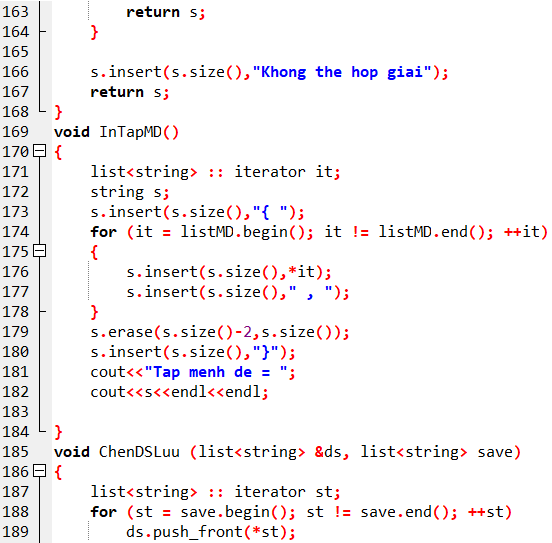 163 return s;
164 }
165
166 s.insert(s.size(),"Khong the hop giai");
167 return s;
168 }
169 void InTapMD()
170 {
171 list<string> :: iterator it;
172 string s;
173 s.insert(s.size(),"{ ");
174 for (it = listMD.begin(); it != listMD.end(); ++it)
175 {
176 s.insert(s.size(),*it);
177 s.insert(s.size()," , ");
178 }
179 s.erase(s.size()-2,s.size());
180 s.insert(s.size(),"}");
181 cout<<"Tap menh de = ";
182 cout<<s<<endl<<endl;
183
184 }
185 void ChenDSLuu (list<string> &ds, list<string> save)
186 {
187 list<string> :: iterator st;
188 for (st = save.begin(); st != save.end(); ++st)
189 ds.push_front(*st);